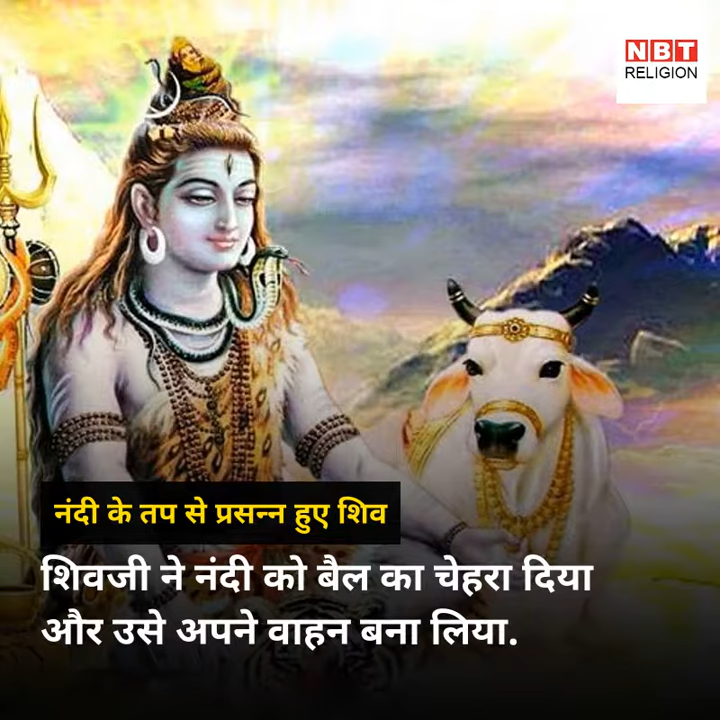 NBT
RELIGION
नंदी के तप से प्रसन्न हुए शिव
शिवजी ने नंदी को बैल का चेहरा दिया
और उसे अपने वाहन बना लिया.